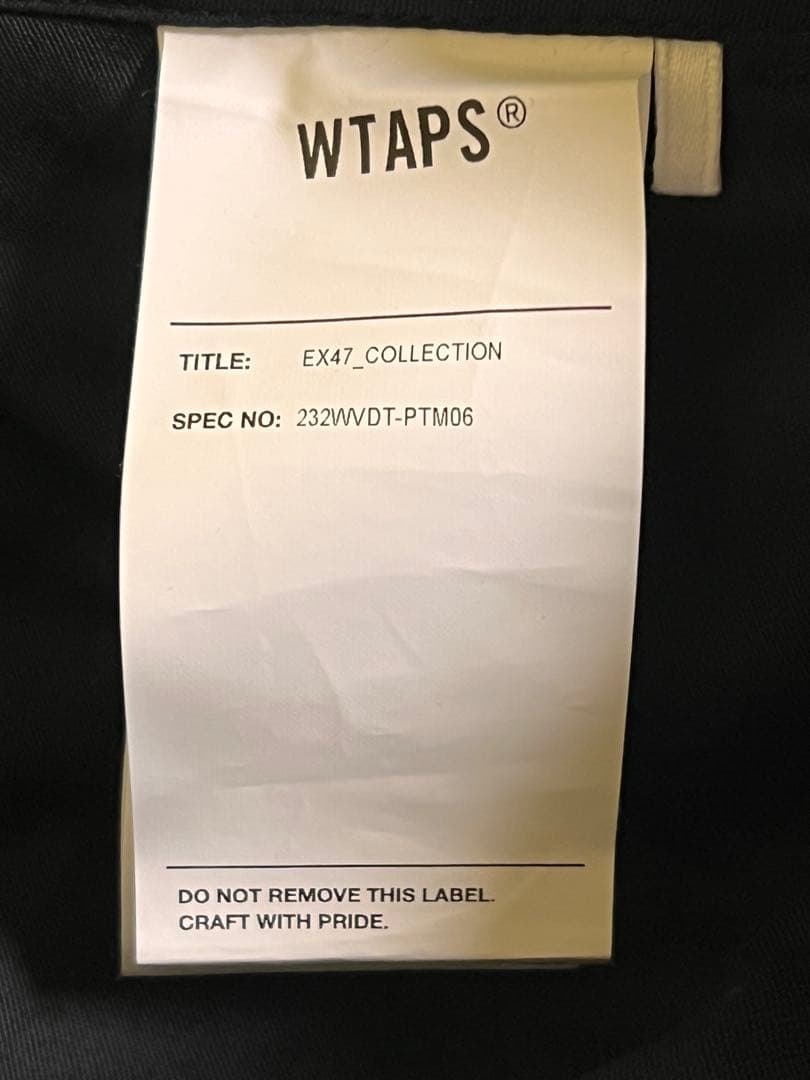 WTAPS®
TITLE: EX47_COLLECTION
SPEC NO: 232WVDT-PTM06
DO NOT REMOVE THIS LABEL.
CRAFT WITH PRIDE.